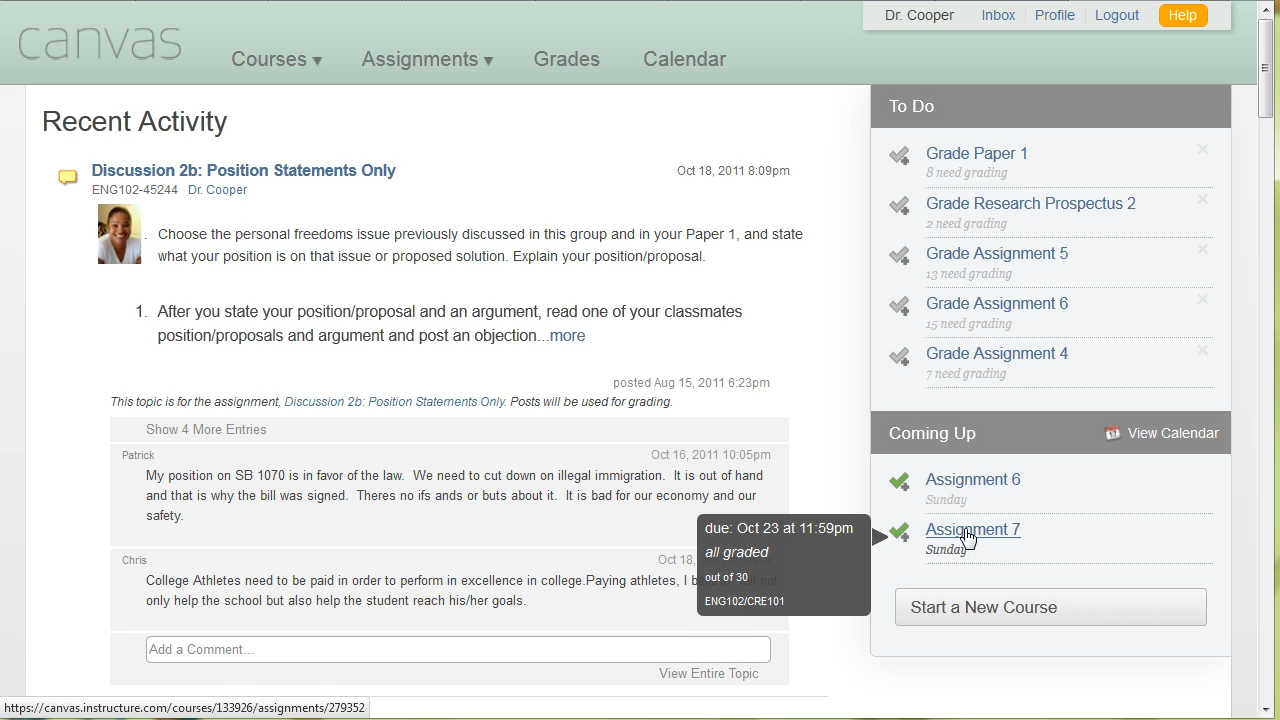 Dr. Cooper Inbox Profile Logout Help
canvas
Courses ▾ Assignments ▾ Grades Calendar
Recent Activity
Discussion 2b: Position Statements Only
Oct 18, 2011 8:09pm
ENG102-45244 Dr. Cooper
Choose the personal freedoms issue previously discussed in this group and in your Paper 1, and state
what your position is on that issue or proposed solution. Explain your position/proposal.
1. After you state your position/proposal and an argument, read one of your classmates
position/proposals and argument and post an objection...more
posted Aug 15, 2011 6:23pm
This topic is for the assignment, Discussion 2b: Position Statements Only. Posts will be used for grading.
Show 4 More Entries
Patrick
Oct 16, 2011 10:05pm
My position on SB 1070 is in favor of the law. We need to cut down on illegal immigration. It is out of hand
and that is why the bill was signed. Theres no ifs ands or buts about it. It is bad for our economy and our
safety.
Chris
Oct 18,
College Athletes need to be paid in order to perform in excellence in college.Paying athletes, I will not
only help the school but also help the student reach his/her goals.
Add a Comment...
View Entire Topic
To Do
Grade Paper 1
8 need grading
Grade Research Prospectus 2
2 need grading
Grade Assignment 5
13 need grading
Grade Assignment 6
15 need grading
Grade Assignment 4
7 need grading
Coming Up
View Calendar
Assignment 6
Sunday
Assignment 7
Sunday
due: Oct 23 at 11:59pm
all graded
out of 30
ENG102/CRE101
Start a New Course
https://canvas.instructure.com/courses/133926/assignments/279352